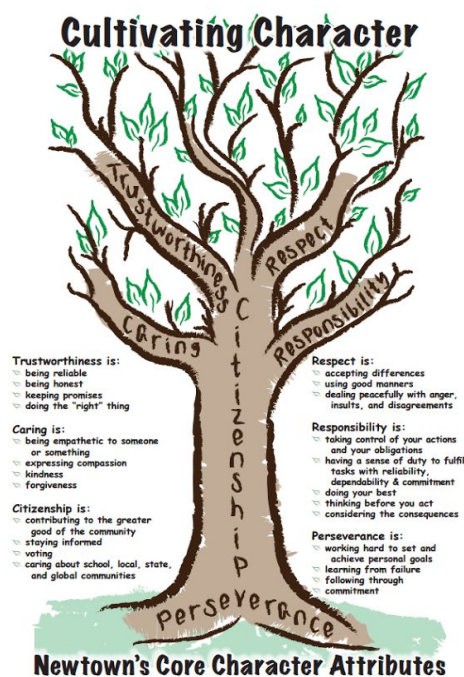 Cultivating Character
Trustworthiness
Respect
Caring
Responsibility
Citizenship
Perseverance
Trustworthiness is:
being reliable
being honest
keeping promises
doing the "right" thing
Caring is:
being empathetic to someone
or something
expressing compassion
kindness
forgiveness
Citizenship is:
contributing to the greater
good of the community
staying informed
voting
caring about school, local, state,
and global communities
Respect is:
accepting differences
using good manners
dealing peacefully with anger,
insults, and disagreements
Responsibility is:
taking control of your actions
and your obligations
having a sense of duty to fulfil
tasks with reliability,
dependability & commitment
doing your best
thinking before you act
considering the consequences
Perseverance is:
working hard to set and
achieve personal goals
learning from failure
following through
commitment
Newtown's Core Character Attributes